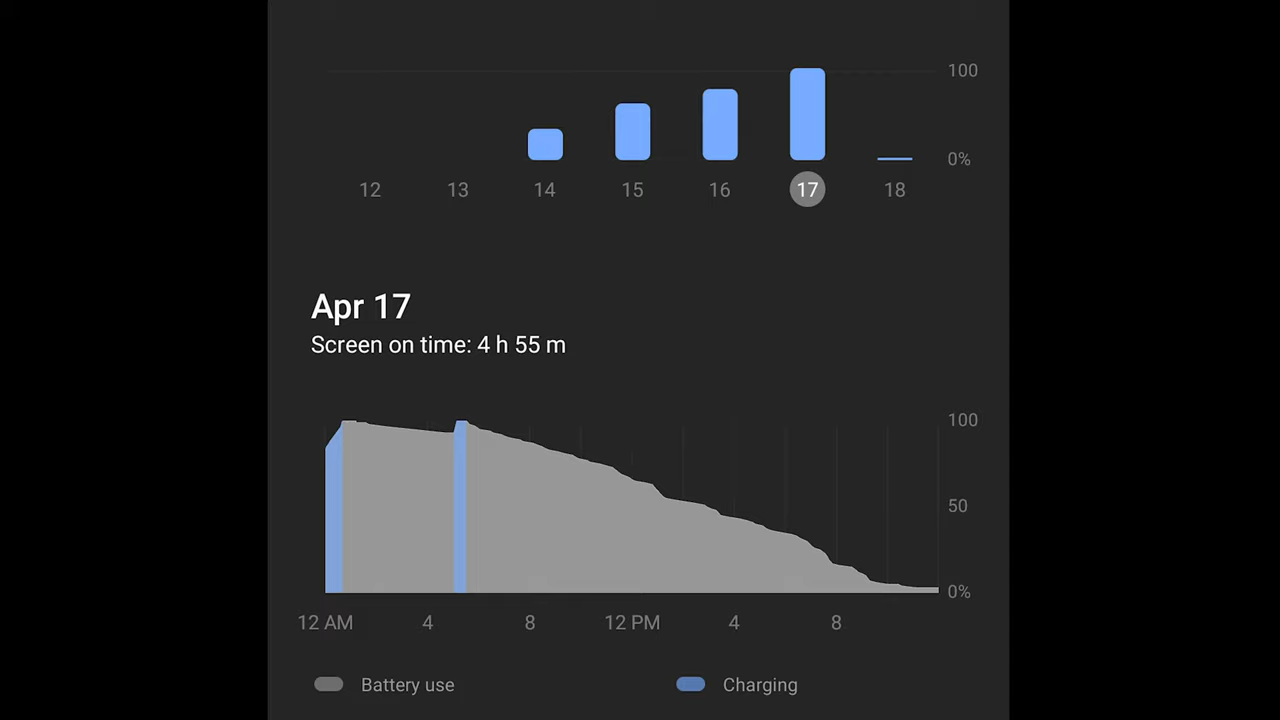 100
0%
12 13 14 15 16 17 18
Apr 17
Screen on time: 4 h 55 m
100
50
0%
12 AM 4 8 12 PM 4 8
Battery use Charging